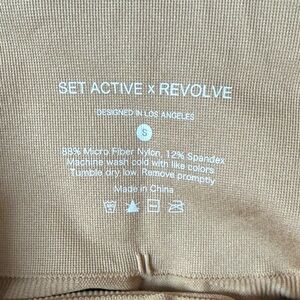 SET ACTIVE x REVOLVE
DESIGNED IN LOS ANGELES
S
88% Micro Fiber Nylon, 12% Spandex
Machine wash cold with like colors
Tumble dry low. Remove promptly
Made in China